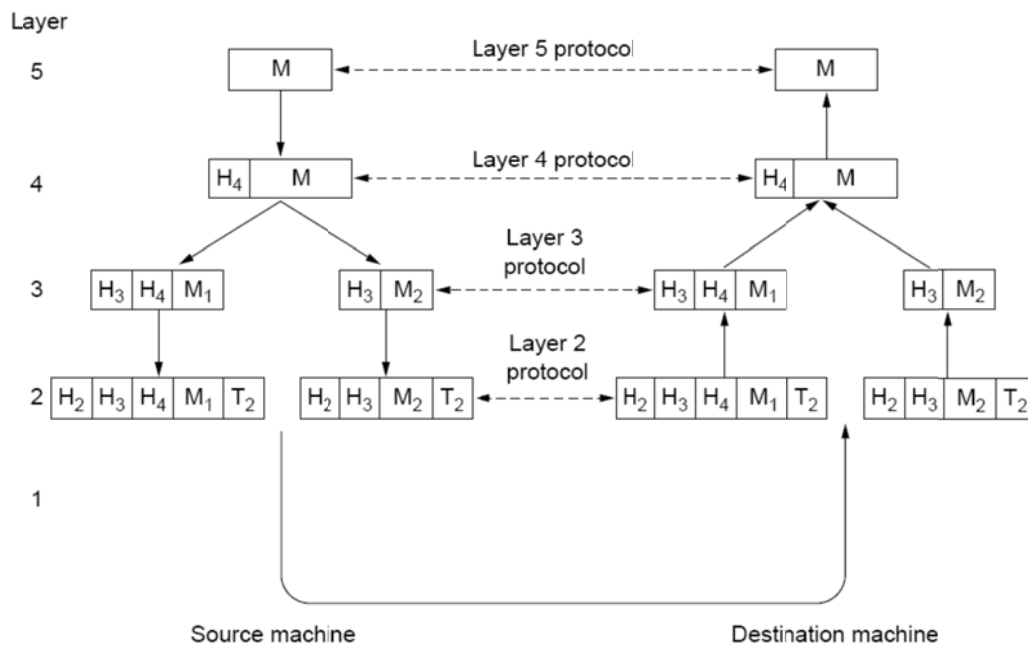 Layer
5 M Layer 5 protocol M
4 H₄ M Layer 4 protocol H₄ M
Layer 3
protocol
3 H₃ H₄ M₁ H₃ M₂ H₃ H₄ M₁ H₃ M₂
Layer 2
protocol
2 H₂ H₃ H₄ M₁ T₂ H₂ H₃ M₂ T₂ H₂ H₃ H₄ M₁ T₂ H₂ H₃ M₂ T₂
1
Source machine Destination machine